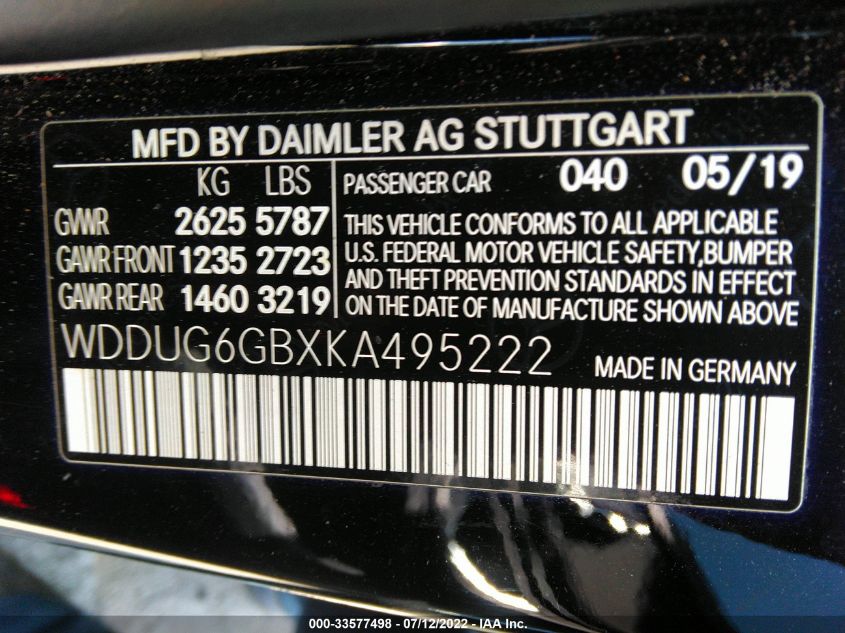 MFD BY DAIMLER AG STUTTGART
KG LBS
GVWR 2625 5787
GAWR FRONT 1235 2723
GAWR REAR 1460 3219
PASSENGER CAR 040 05/19
THIS VEHICLE CONFORMS TO ALL APPLICABLE
U.S. FEDERAL MOTOR VEHICLE SAFETY,BUMPER
AND THEFT PREVENTION STANDARDS IN EFFECT
ON THE DATE OF MANUFACTURE SHOWN ABOVE
WDDUG6GBXKA495222
MADE IN GERMANY
000-33577498 - 07/12/2022 - IAA Inc.